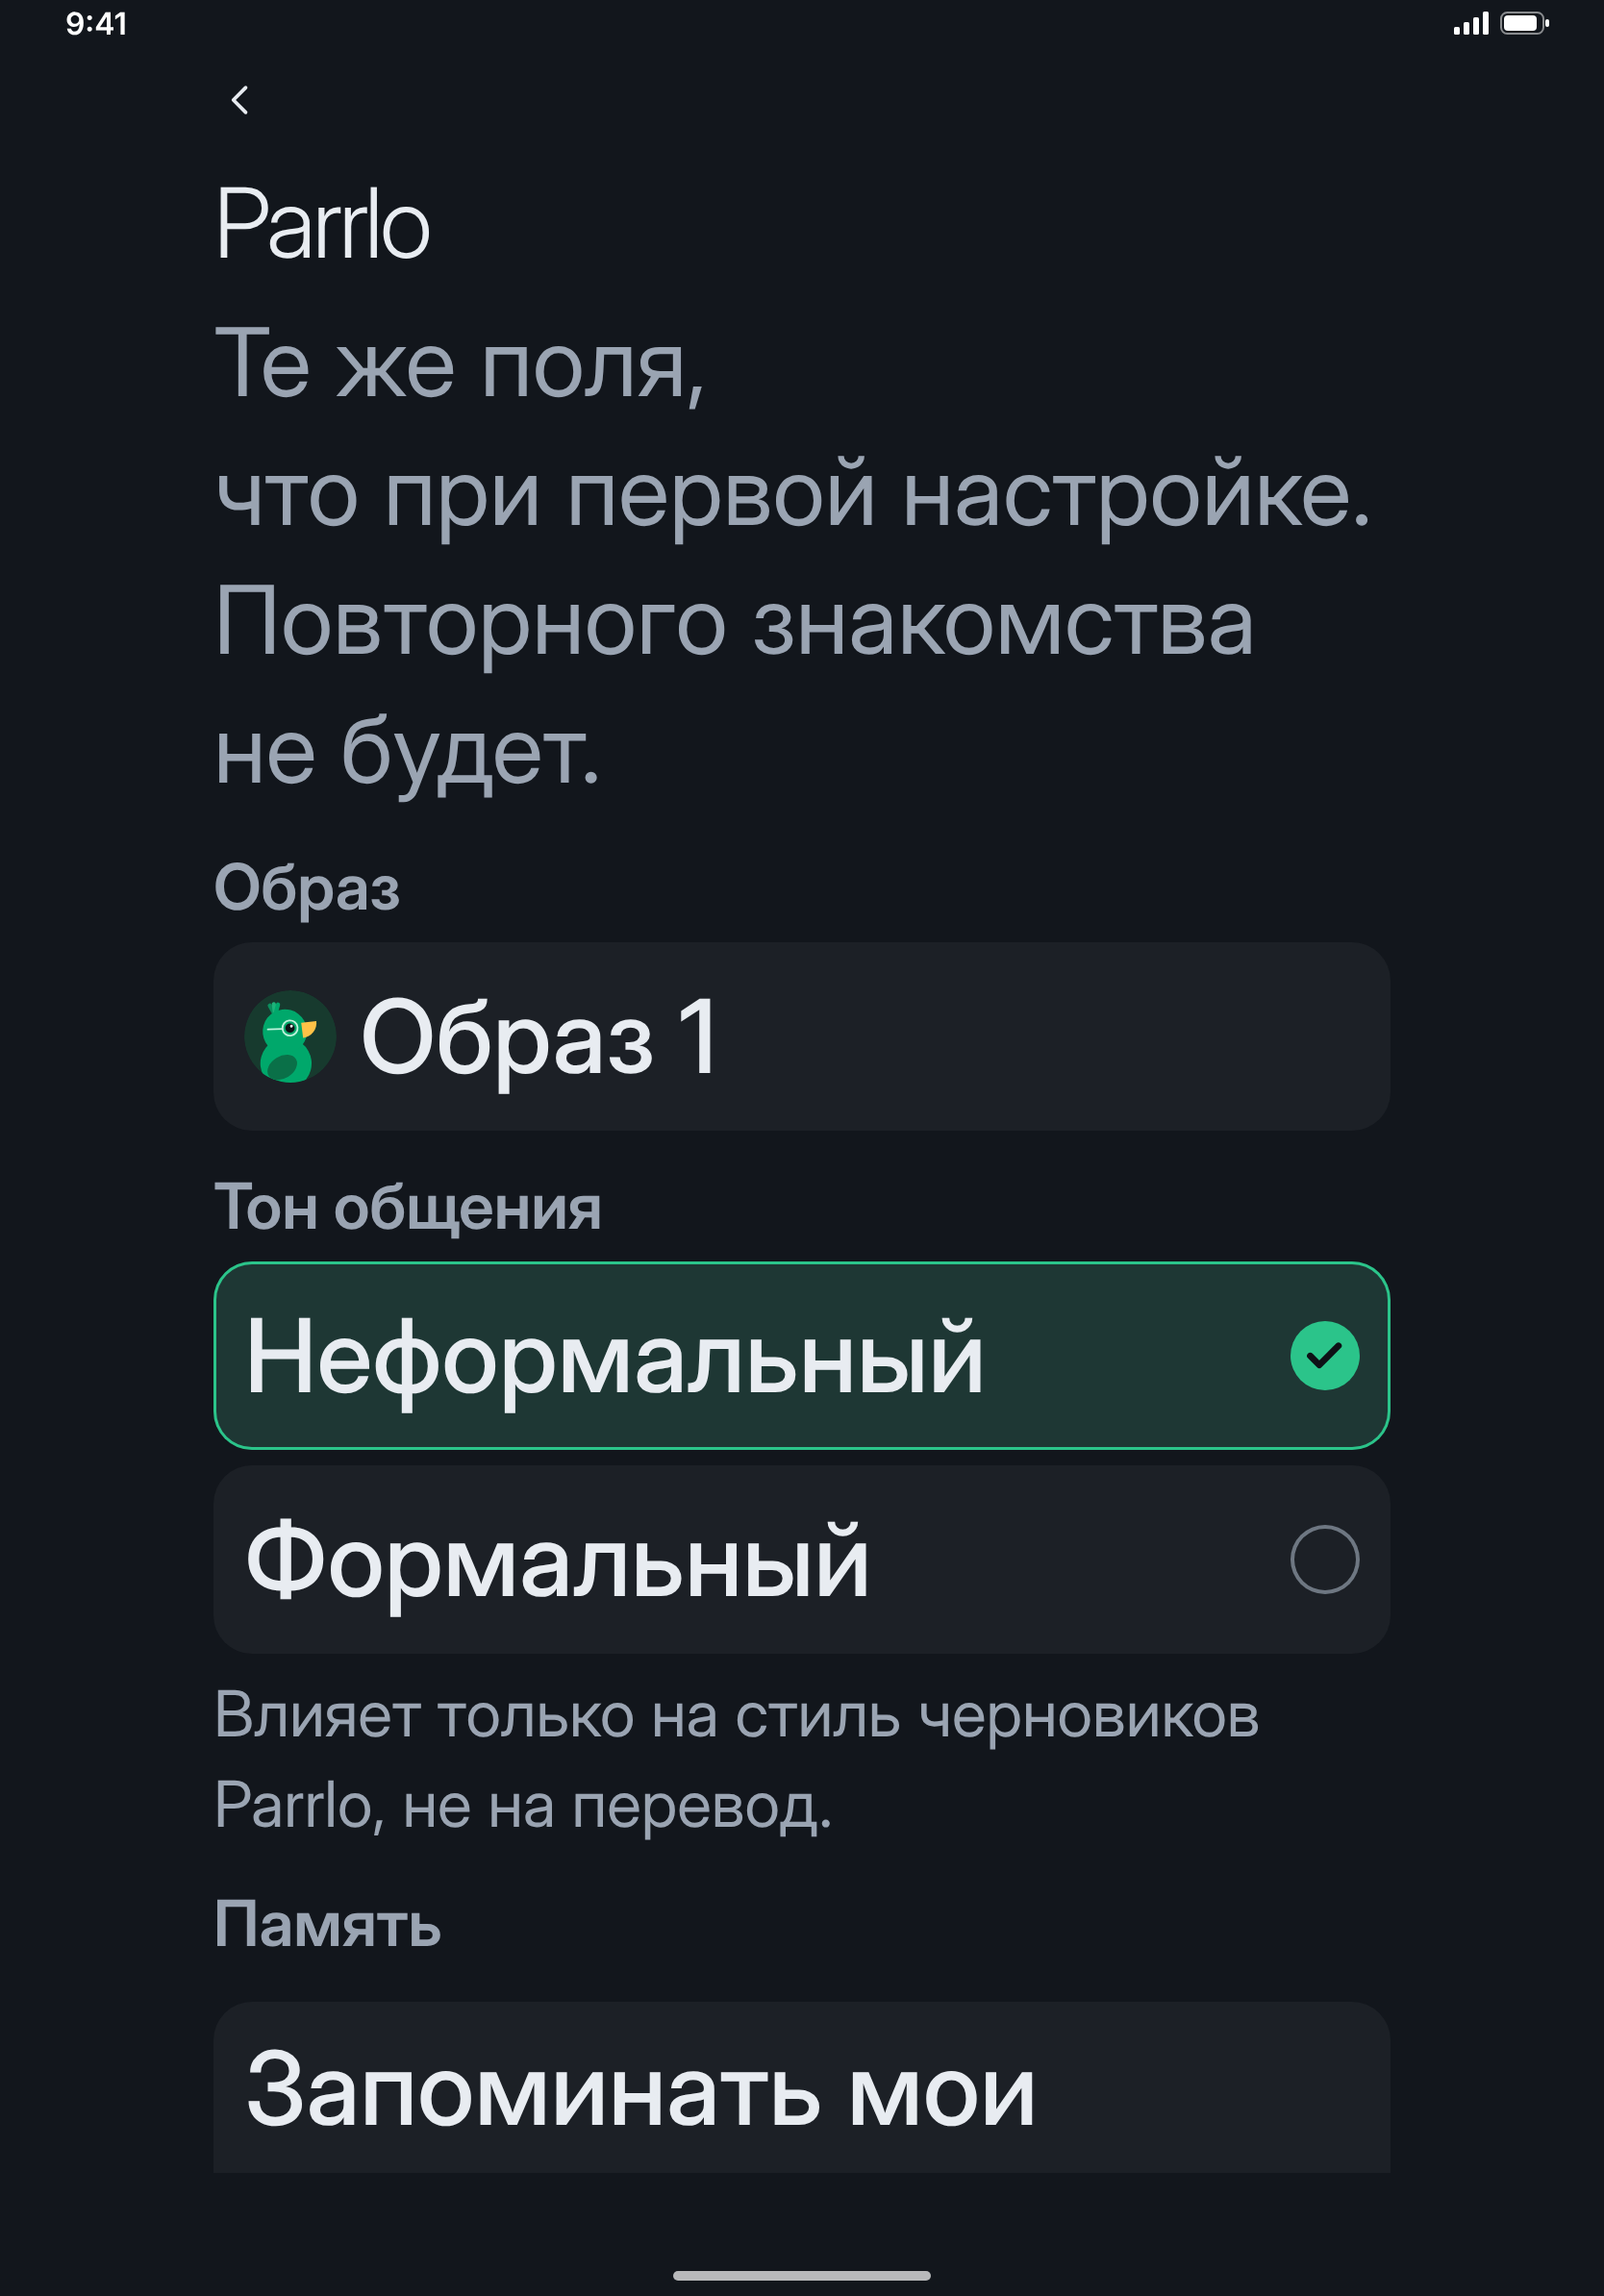 9:41
Parrlo
Те же поля,
что при первой настройке.
Повторного знакомства
не будет.
Образ
Образ 1
Тон общения
Неформальный
Формальный
Влияет только на стиль черновиков
Parrlo, не на перевод.
Память
Запоминать мои